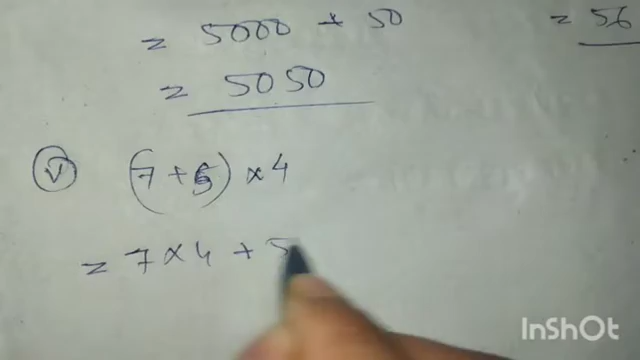 = 5000 + 50
= 56
= 5050
(v) (7 + 5) × 4
= 7 × 4 + 5
InShOt